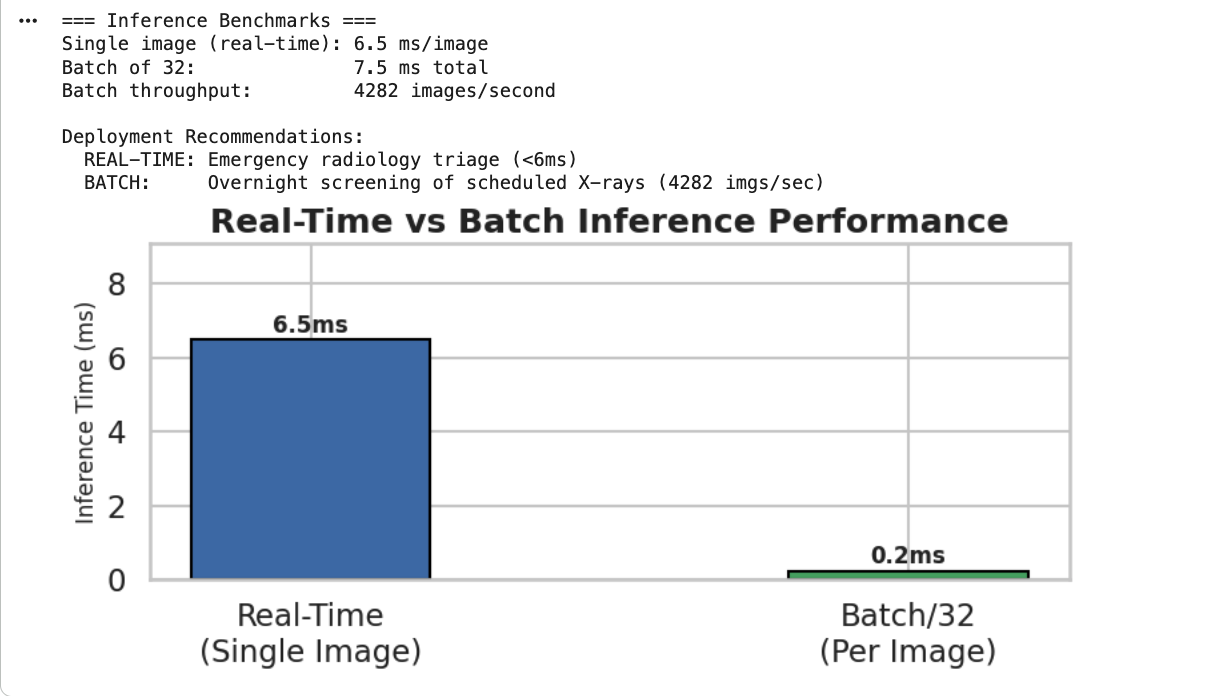 •••
=== Inference Benchmarks ===
Single image (real-time): 6.5 ms/image
Batch of 32:              7.5 ms total
Batch throughput:         4282 images/second
Deployment Recommendations:
REAL-TIME: Emergency radiology triage (<6ms)
BATCH:     Overnight screening of scheduled X-rays (4282 imgs/sec)
Real-Time vs Batch Inference Performance
Inference Time (ms)
8
6
4
2
0
6.5ms
0.2ms
Real-Time
(Single Image)
Batch/32
(Per Image)